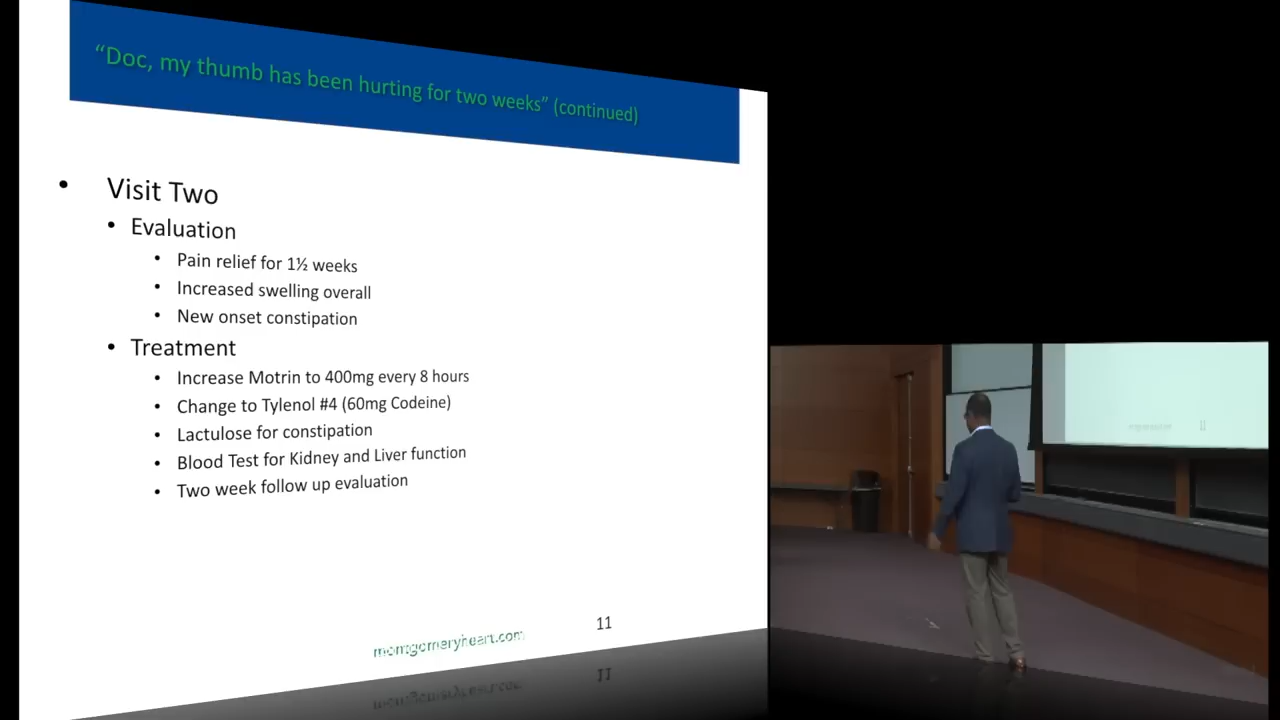 “Doc, my thumb has been hurting for two weeks” (continued)
• Visit Two
• Evaluation
• Pain relief for 1½ weeks
• Increased swelling overall
• New onset constipation
• Treatment
• Increase Motrin to 400mg every 8 hours
• Change to Tylenol #4 (60mg Codeine)
• Lactulose for constipation
• Blood Test for Kidney and Liver function
• Two week follow up evaluation
montgomeryheart.com
11
11